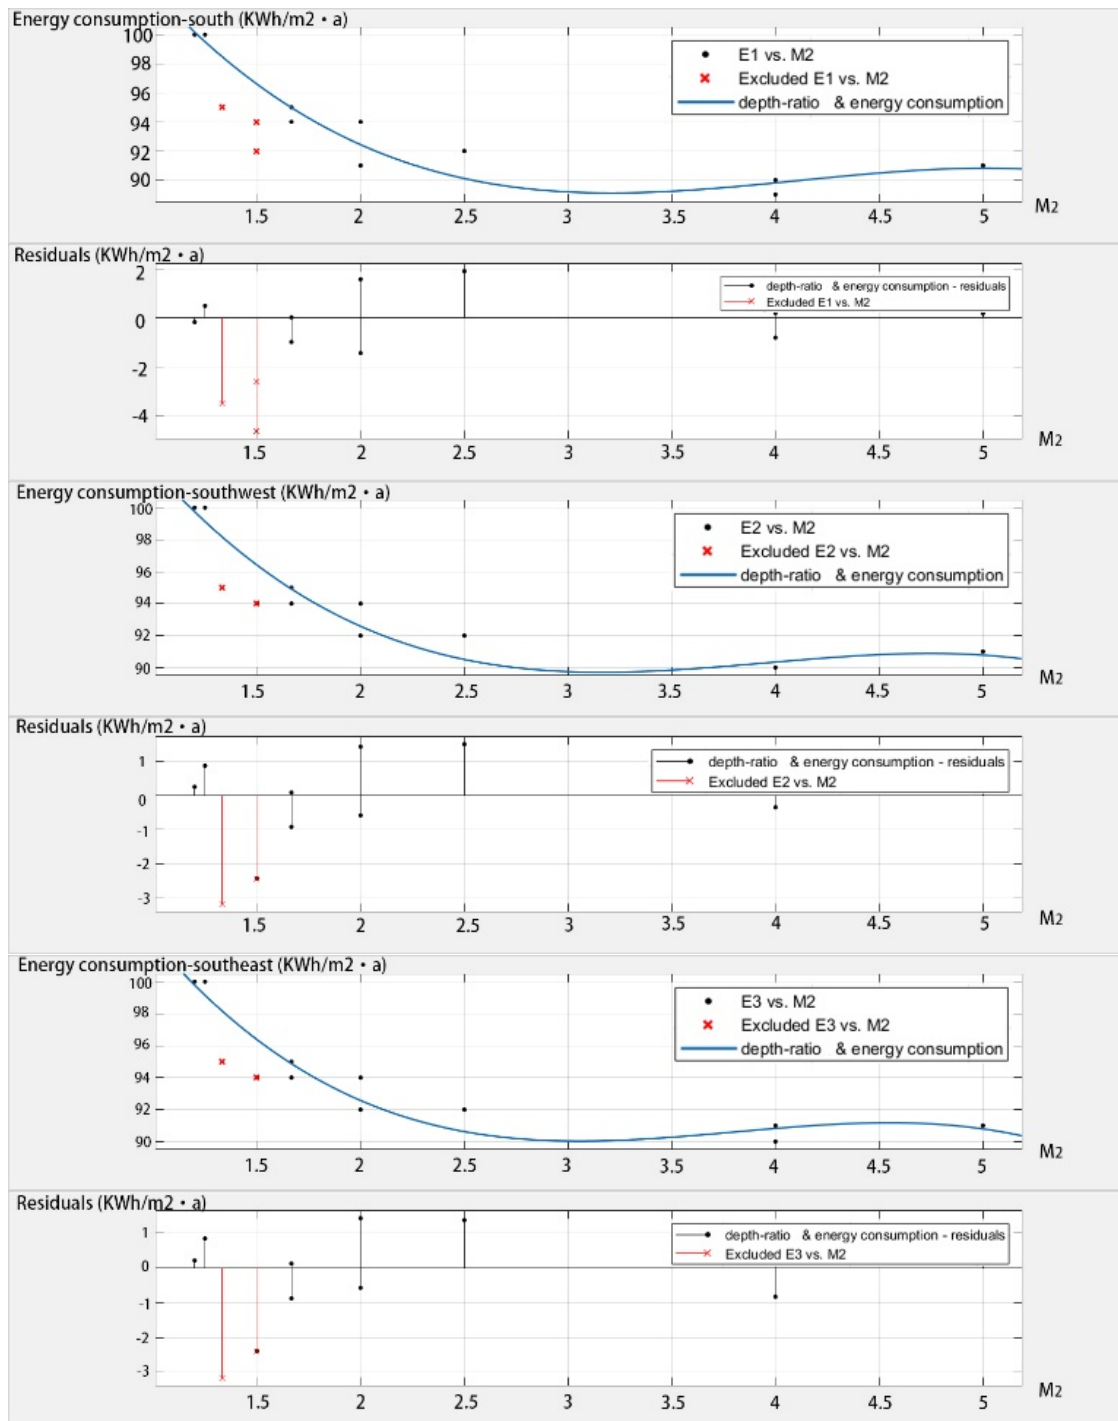 Energy consumption-south (KWh/m2・a)
100
98
96
94
92
90
E1 vs. M2
Excluded E1 vs. M2
depth-ratio & energy consumption
1.5 2 2.5 3 3.5 4 4.5 5 M2
Residuals (KWh/m2・a)
2
0
-2
-4
depth-ratio & energy consumption - residuals
Excluded E1 vs. M2
1.5 2 2.5 3 3.5 4 4.5 5 M2
Energy consumption-southwest (KWh/m2・a)
100
98
96
94
92
90
E2 vs. M2
Excluded E2 vs. M2
depth-ratio & energy consumption
1.5 2 2.5 3 3.5 4 4.5 5 M2
Residuals (KWh/m2・a)
1
0
-1
-2
-3
depth-ratio & energy consumption - residuals
Excluded E2 vs. M2
1.5 2 2.5 3 3.5 4 4.5 5 M2
Energy consumption-southeast (KWh/m2・a)
100
98
96
94
92
90
E3 vs. M2
Excluded E3 vs. M2
depth-ratio & energy consumption
1.5 2 2.5 3 3.5 4 4.5 5 M2
Residuals (KWh/m2・a)
1
0
-1
-2
-3
depth-ratio & energy consumption - residuals
Excluded E3 vs. M2
1.5 2 2.5 3 3.5 4 4.5 5 M2